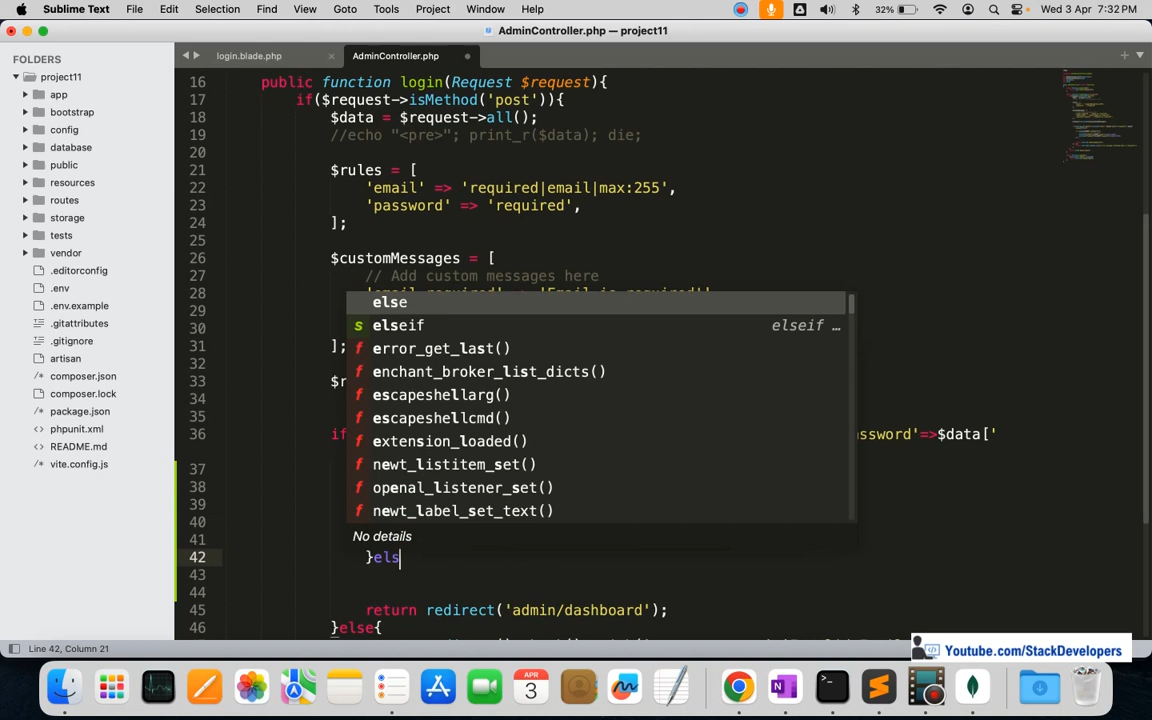 Sublime Text File Edit Selection Find View Goto Tools Project Window Help 32% Wed 3 Apr 7:32 PM
AdminController.php — project11
FOLDERS
project11
app
bootstrap
config
database
public
resources
routes
storage
tests
vendor
.editorconfig
.env
.env.example
.gitattributes
.gitignore
artisan
composer.json
composer.lock
package.json
phpunit.xml
README.md
vite.config.js
login.blade.php AdminController.php
16 public function login(Request $request){
17 if($request->isMethod('post')){
18 $data = $request->all();
19 //echo "<pre>"; print_r($data); die;
20
21 $rules = [
22 'email' => 'required|email|max:255',
23 'password' => 'required',
24 ];
25
26 $customMessages = [
27 // Add custom messages here
28
29
30
31 ];
32
33 $r
34
35
36 if ssword'=>$data['
37
38
39
40
41
42 }els
43
44
45 return redirect('admin/dashboard');
46 }else{
else
s elseif elseif …
f error_get_last()
f enchant_broker_list_dicts()
f escapeshellarg()
f escapeshellcmd()
f extension_loaded()
f newt_listitem_set()
f openal_listener_set()
f newt_label_set_text()
No details
Line 42, Column 21
Youtube.com/StackDevelopers
APR
3